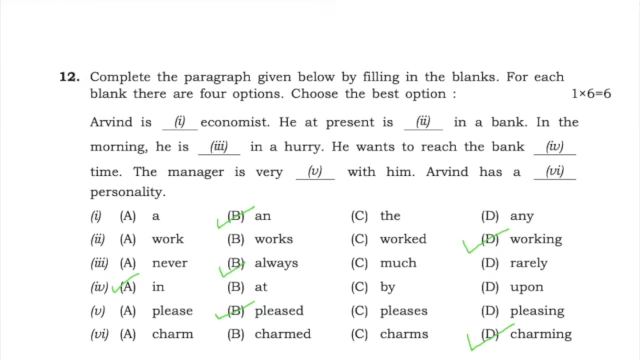 12. Complete the paragraph given below by filling in the blanks. For each
blank there are four options. Choose the best option : 1×6=6
Arvind is (i) economist. He at present is (ii) in a bank. In the
morning, he is (iii) in a hurry. He wants to reach the bank (iv)
time. The manager is very (v) with him. Arvind has a (vi)
personality.
(i) (A) a (B) an (C) the (D) any
(ii) (A) work (B) works (C) worked (D) working
(iii) (A) never (B) always (C) much (D) rarely
(iv) (A) in (B) at (C) by (D) upon
(v) (A) please (B) pleased (C) pleases (D) pleasing
(vi) (A) charm (B) charmed (C) charms (D) charming